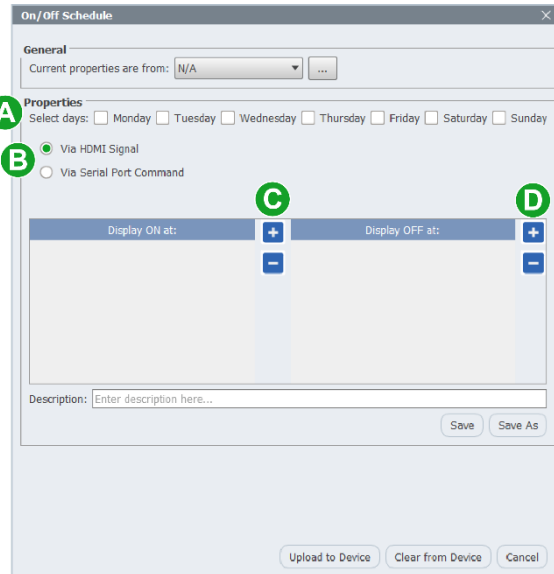 On/Off Schedule
General
Current properties are from: N/A ...
Properties
A
Select days: Monday Tuesday Wednesday Thursday Friday Saturday Sunday
B
Via HDMI Signal
Via Serial Port Command
C D
Display ON at: + Display OFF at: +
− −
Description: Enter description here...
Save Save As
Upload to Device Clear from Device Cancel